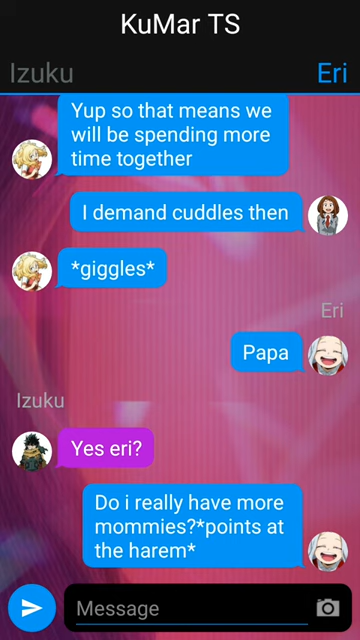 KuMar TS
Izuku Eri
Yup so that means we
will be spending more
time together
I demand cuddles then
*giggles*
Eri
Papa
Izuku
Yes eri?
Do i really have more
mommies?*points at
the harem*
Message